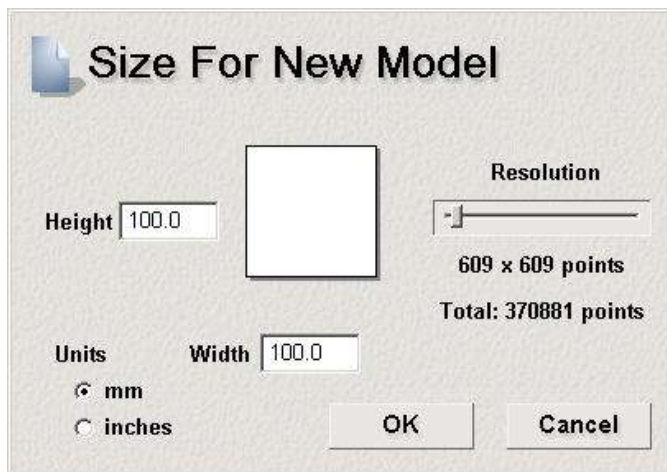 Size For New Model
Resolution
Height 100.0
609 x 609 points
Total: 370881 points
Units
Width 100.0
mm
inches
OK
Cancel